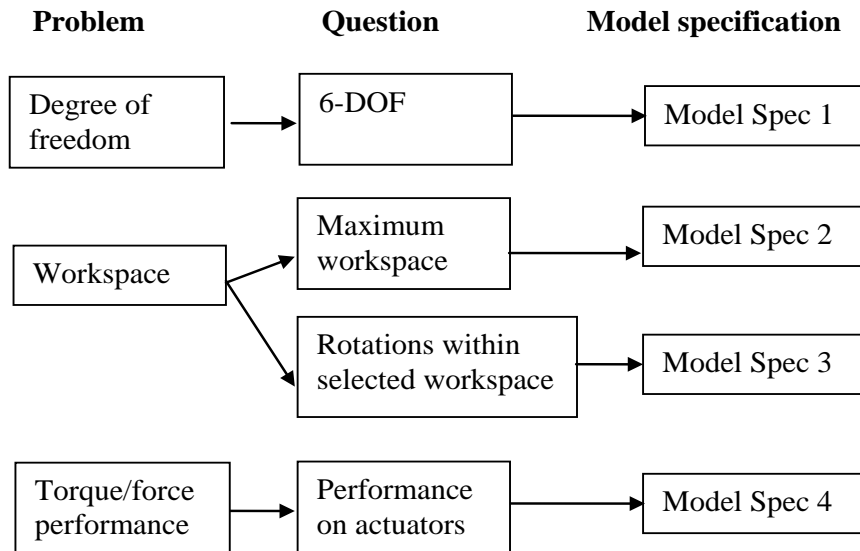 Problem Question Model specification
Degree of
freedom
6-DOF
Model Spec 1
Workspace
Maximum
workspace
Model Spec 2
Rotations within
selected workspace
Model Spec 3
Torque/force
performance
Performance
on actuators
Model Spec 4